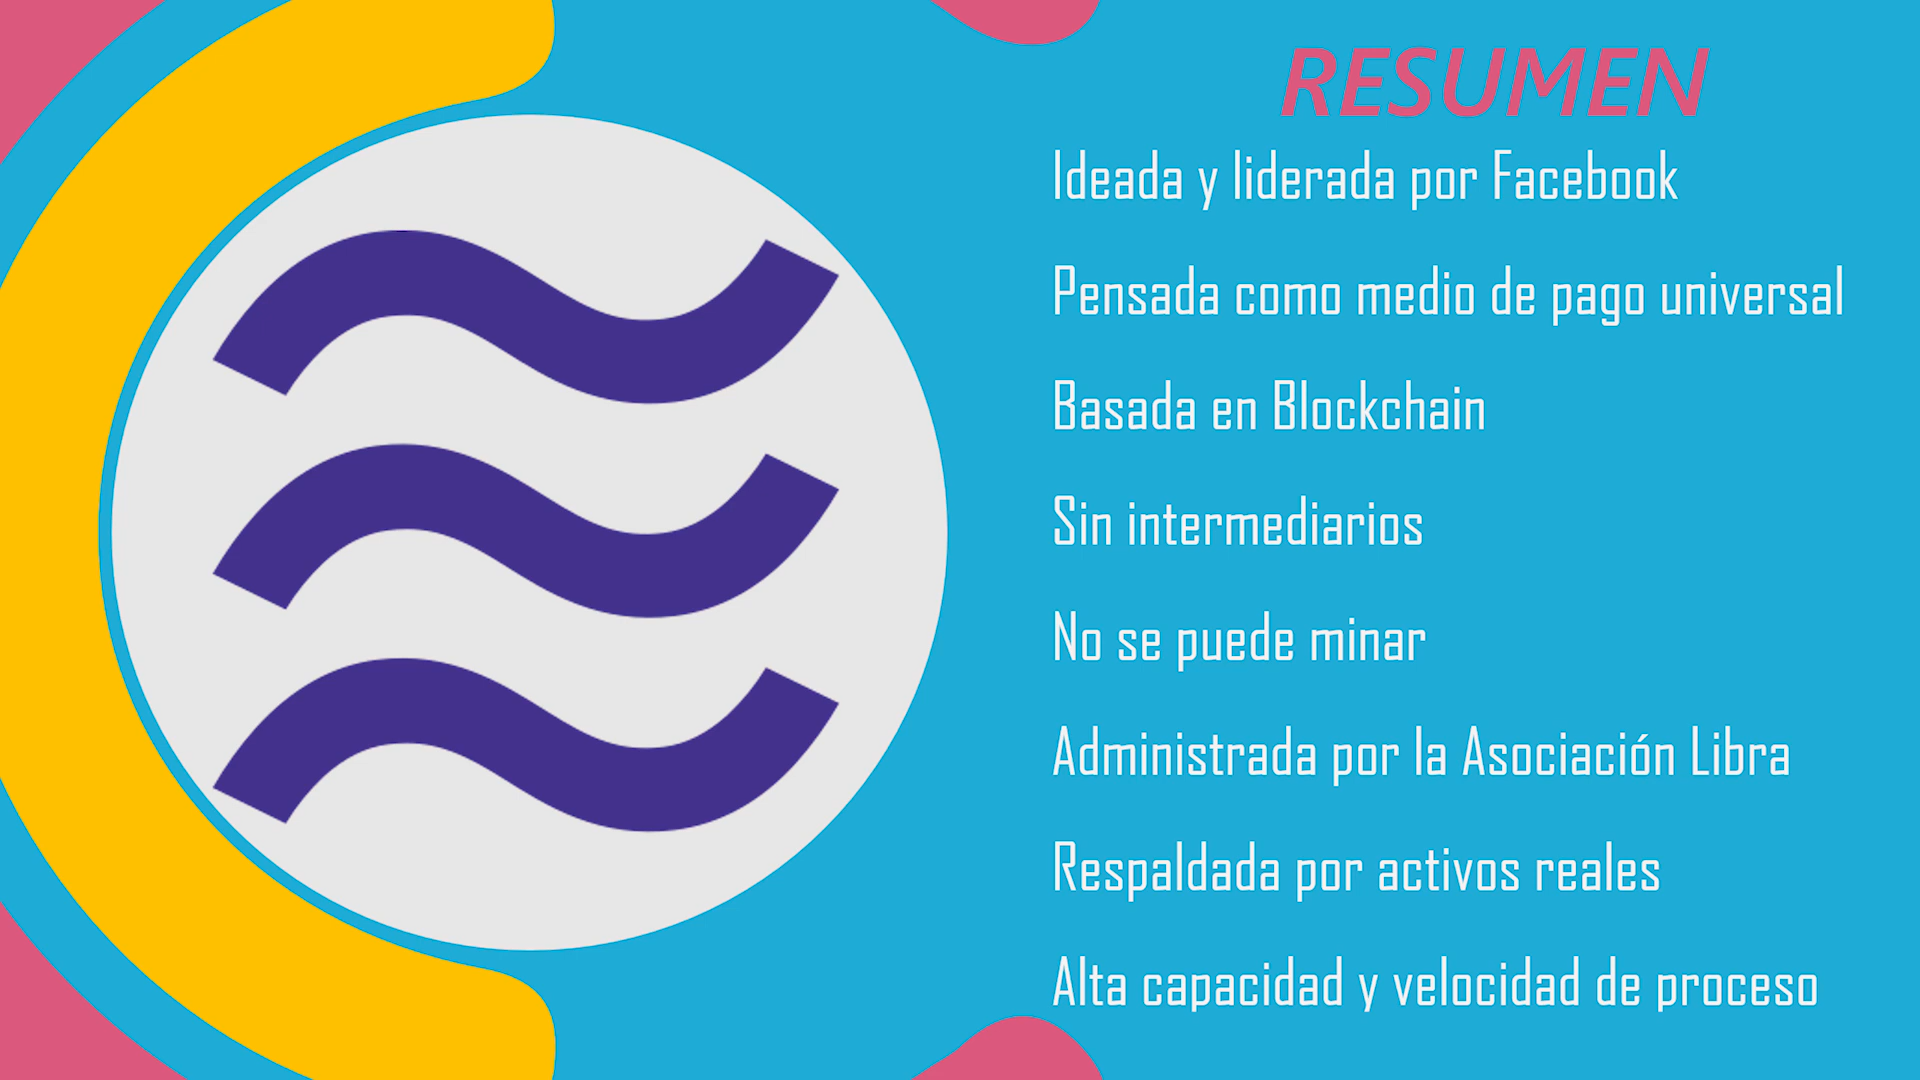 RESUMEN
Ideada y liderada por Facebook
Pensada como medio de pago universal
Basada en Blockchain
Sin intermediarios
No se puede minar
Administrada por la Asociación Libra
Respaldada por activos reales
Alta capacidad y velocidad de proceso